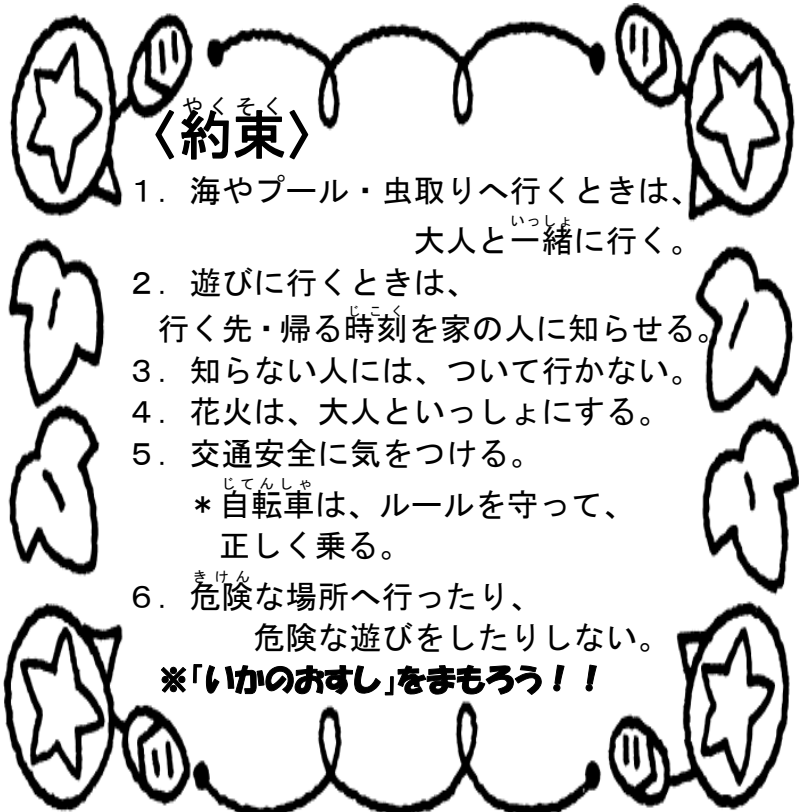 〈約束〉
１．海やプール・虫取りへ行くときは、
大人と一緒に行く。
２．遊びに行くときは、
行く先・帰る時刻を家の人に知らせる。
３．知らない人には、ついて行かない。
４．花火は、大人といっしょにする。
５．交通安全に気をつける。
＊自転車は、ルールを守って、
正しく乗る。
６．危険な場所へ行ったり、
危険な遊びをしたりしない。
※「いかのおすし」をまもろう！！